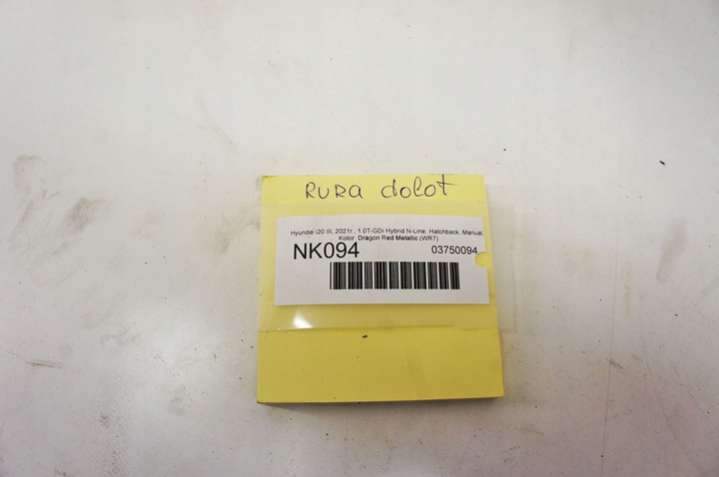 RURA dolot
Hyundai i20 III, 2021r., 1.0T-GDi Hybrid N-Line, Hatchback, Manual
Kolor: Dragon Red Metallic (WR7)
NK094 03750094